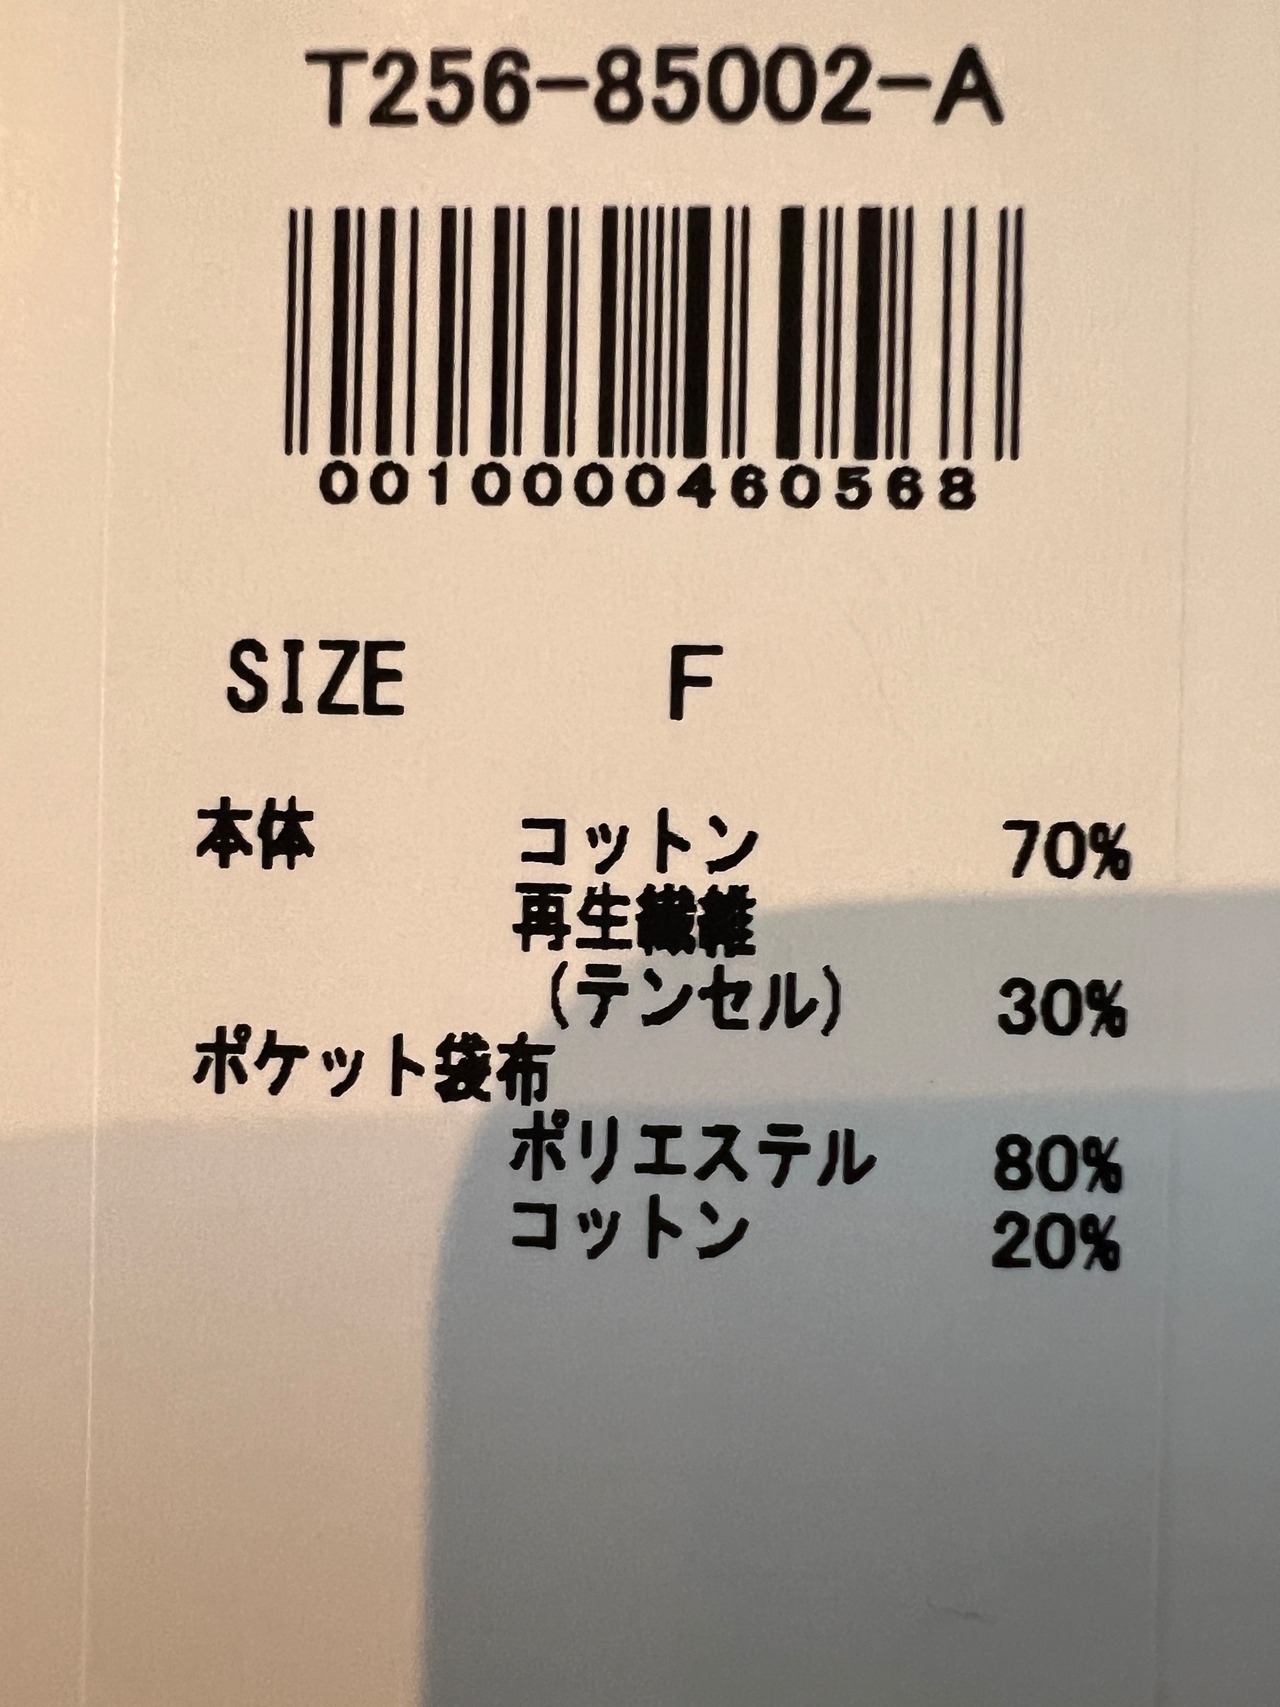 T256-85002-A
0010000460568
SIZE F
本体 コットン 70%
再生繊維
(テンセル) 30%
ポケット袋布
ポリエステル 80%
コットン 20%